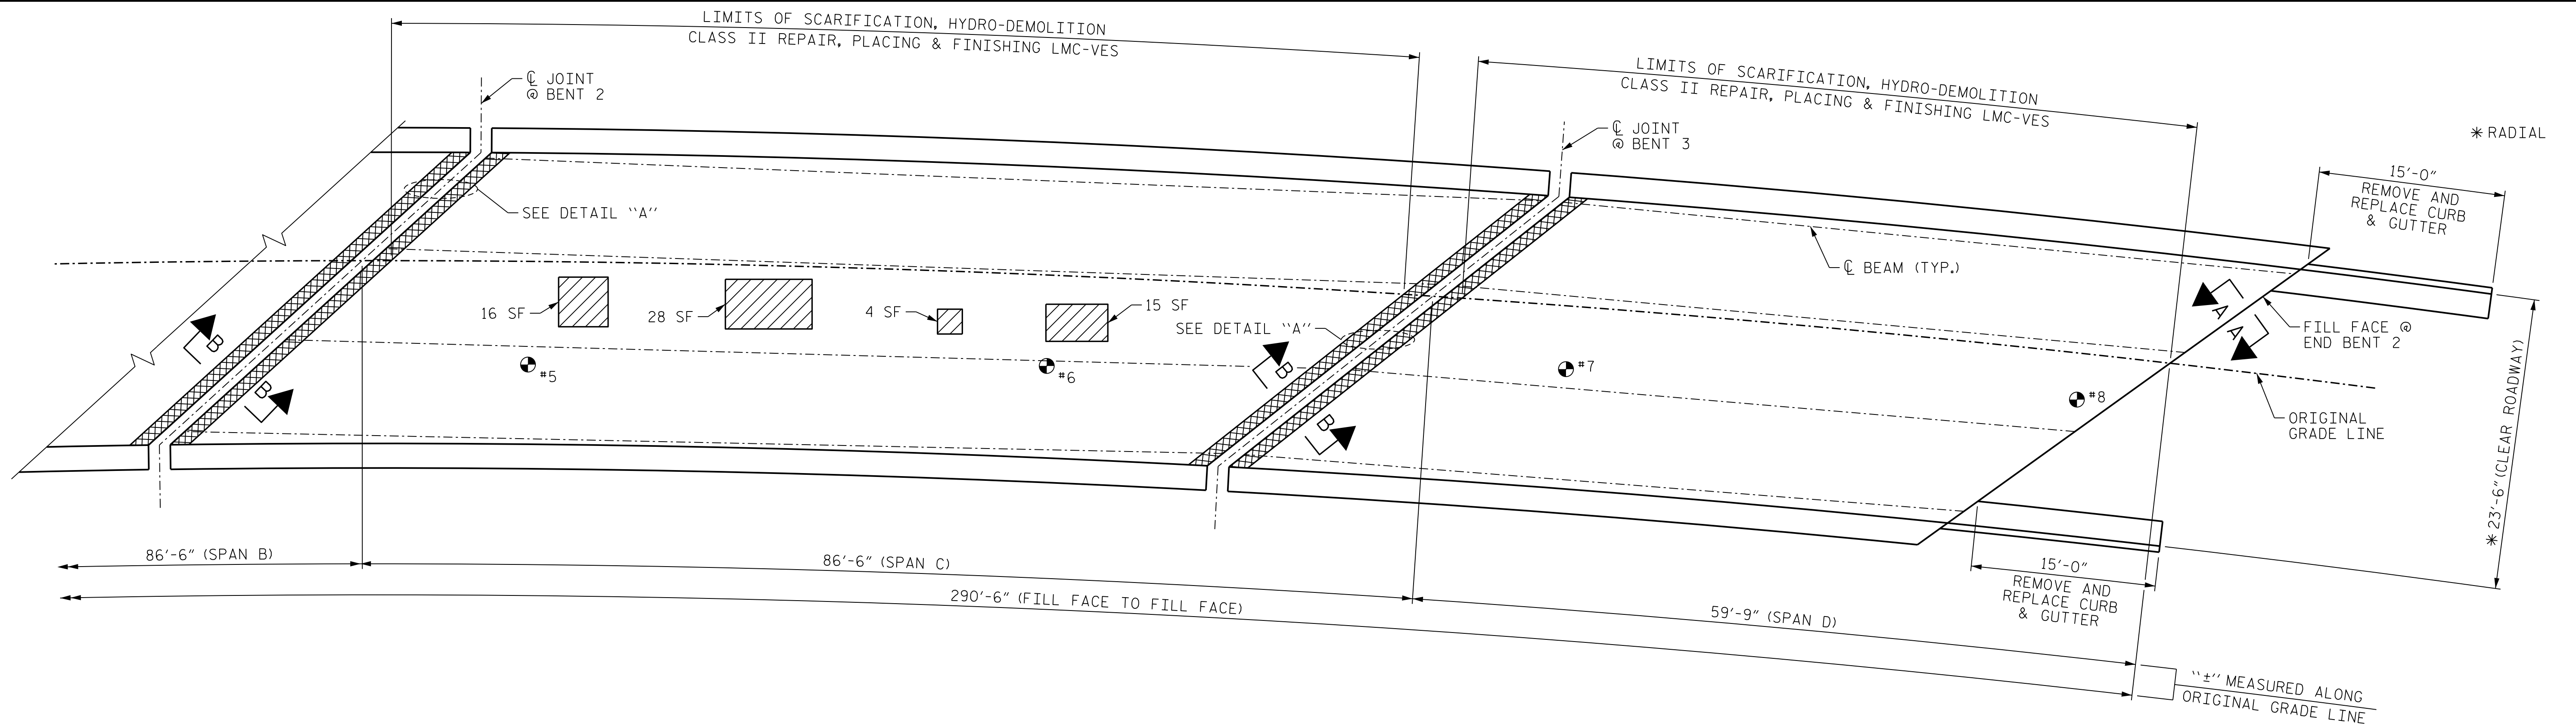 LIMITS OF SCARIFICATION, HYDRO-DEMOLITION
CLASS II REPAIR, PLACING & FINISHING LMC-VES
℄ JOINT
@ BENT 2
LIMITS OF SCARIFICATION, HYDRO-DEMOLITION
CLASS II REPAIR, PLACING & FINISHING LMC-VES
℄ JOINT
@ BENT 3
✳ RADIAL
15'-0"
REMOVE AND
REPLACE CURB
& GUTTER
SEE DETAIL "A"
℄ BEAM (TYP.)
16 SF
28 SF
4 SF
15 SF
SEE DETAIL "A"
A
A
FILL FACE @
END BENT 2
B
B
#5
#6
B
B
#7
#8
ORIGINAL
GRADE LINE
✳ 23'-6" (CLEAR ROADWAY)
86'-6" (SPAN B)
86'-6" (SPAN C)
290'-6" (FILL FACE TO FILL FACE)
59'-9" (SPAN D)
15'-0"
REMOVE AND
REPLACE CURB
& GUTTER
"±" MEASURED ALONG
ORIGINAL GRADE LINE